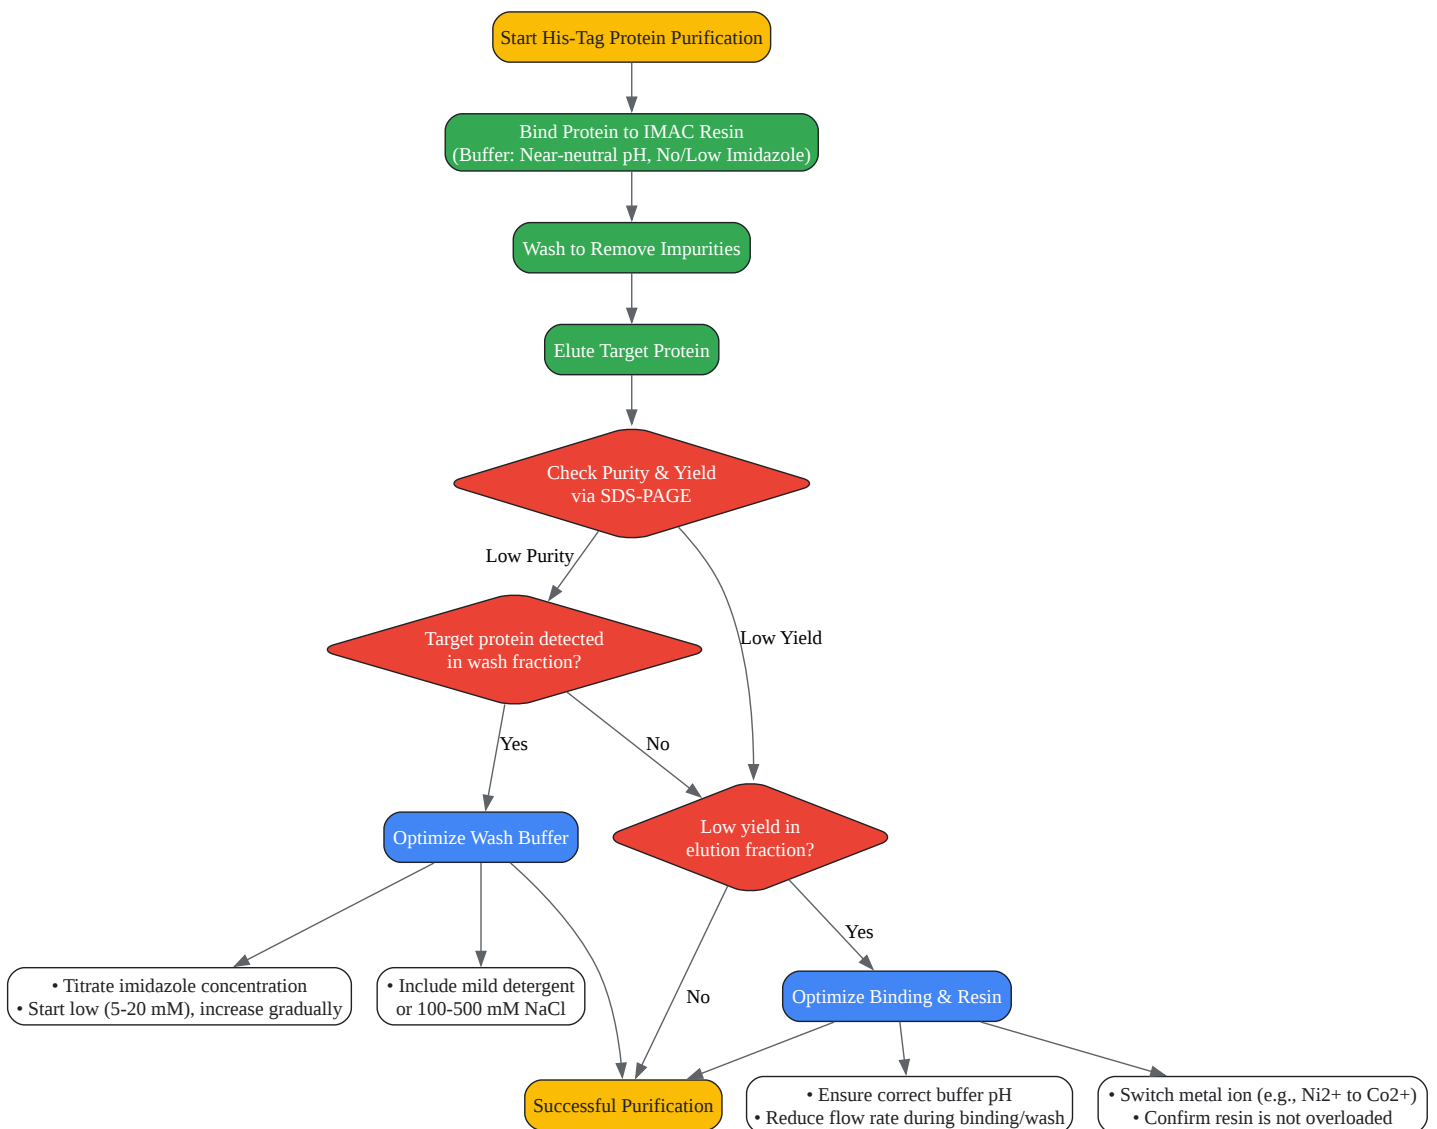 Start His-Tag Protein Purification
Bind Protein to IMAC Resin
(Buffer: Near-neutral pH, No/Low Imidazole)
Wash to Remove Impurities
Elute Target Protein
Check Purity & Yield
via SDS-PAGE
Low Purity
Low Yield
Target protein detected
in wash fraction?
Yes
No
Optimize Wash Buffer
Low yield in
elution fraction?
Yes
No
• Titrate imidazole concentration
• Start low (5-20 mM), increase gradually
• Include mild detergent
or 100-500 mM NaCl
Optimize Binding & Resin
Successful Purification
• Ensure correct buffer pH
• Reduce flow rate during binding/wash
• Switch metal ion (e.g., Ni2+ to Co2+)
• Confirm resin is not overloaded